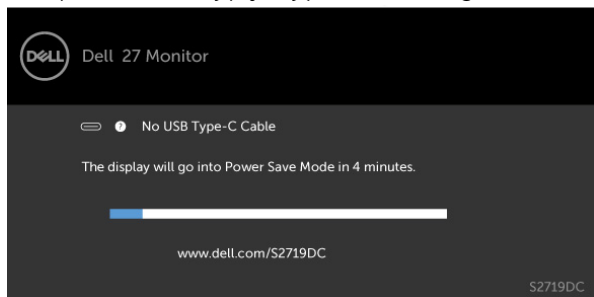 DELL
Dell 27 Monitor
? No USB Type-C Cable
The display will go into Power Save Mode in 4 minutes.
www.dell.com/S2719DC
S2719DC